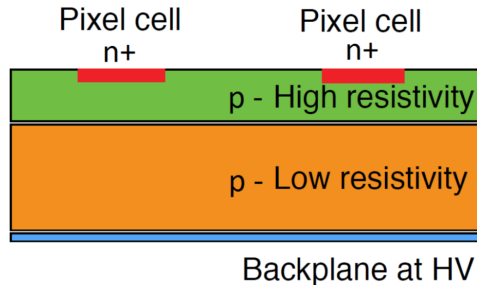 Pixel cell
n+
Pixel cell
n+
p - High resistivity
p - Low resistivity
Backplane at HV